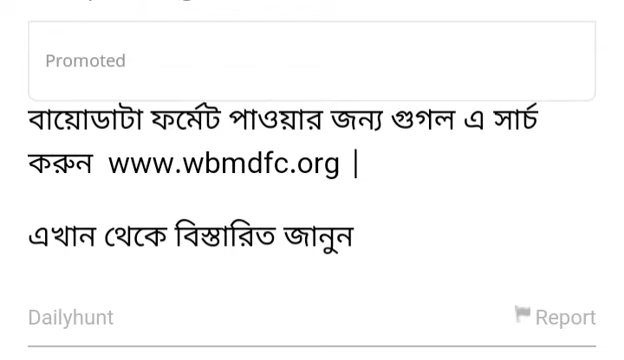 Promoted
বায়োডাটা ফর্মেট পাওয়ার জন্য গুগল এ সার্চ
করুন www.wbmdfc.org |
এখান থেকে বিস্তারিত জানুন
Dailyhunt Report